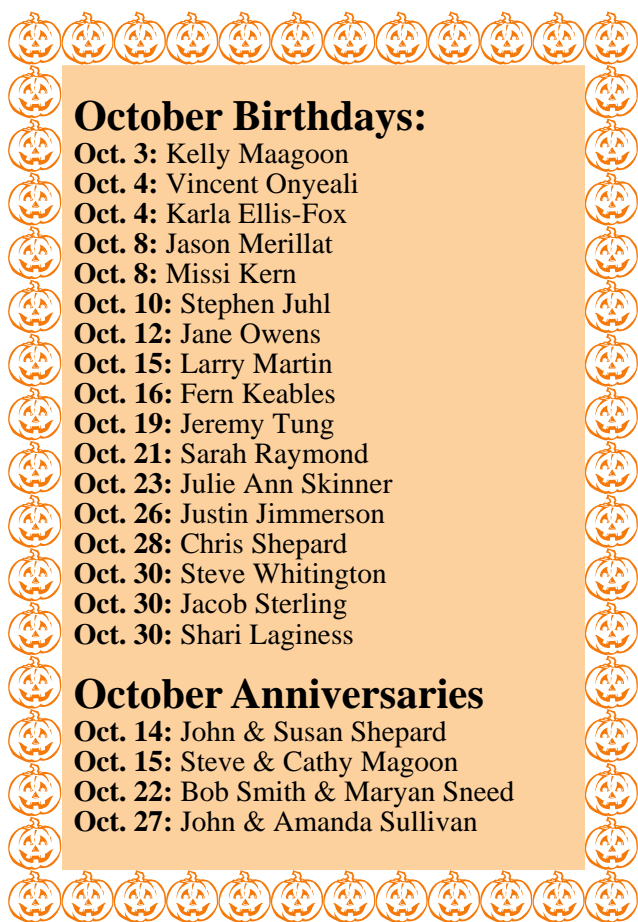 October Birthdays:
Oct. 3: Kelly Maagoon
Oct. 4: Vincent Onyeali
Oct. 4: Karla Ellis-Fox
Oct. 8: Jason Merillat
Oct. 8: Missi Kern
Oct. 10: Stephen Juhl
Oct. 12: Jane Owens
Oct. 15: Larry Martin
Oct. 16: Fern Keables
Oct. 19: Jeremy Tung
Oct. 21: Sarah Raymond
Oct. 23: Julie Ann Skinner
Oct. 26: Justin Jimmerson
Oct. 28: Chris Shepard
Oct. 30: Steve Whitington
Oct. 30: Jacob Sterling
Oct. 30: Shari Laginess
October Anniversaries
Oct. 14: John & Susan Shepard
Oct. 15: Steve & Cathy Magoon
Oct. 22: Bob Smith & Maryan Sneed
Oct. 27: John & Amanda Sullivan